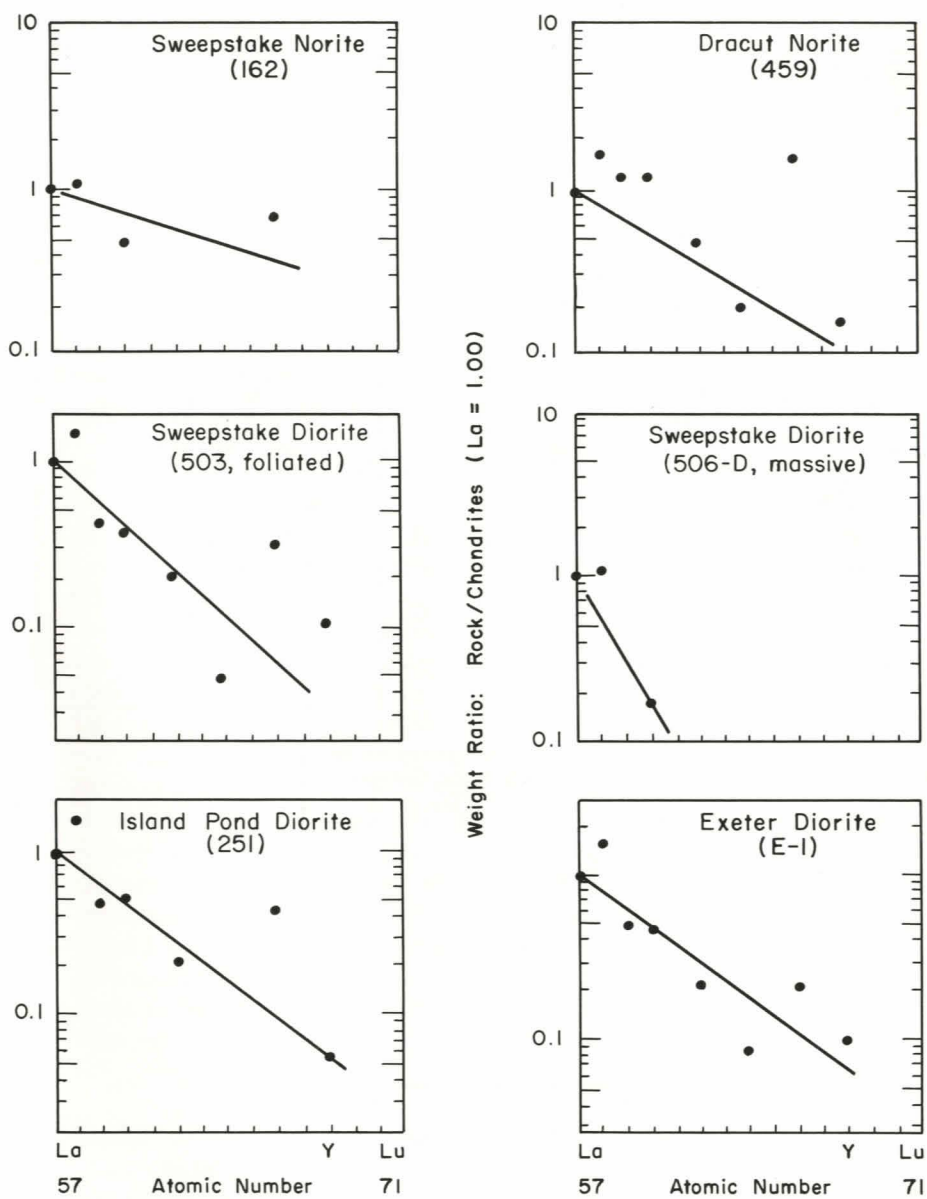 10
1
0.1
Sweepstake Norite
(162)
10
1
0.1
Dracut Norite
(459)
1
0.1
Sweepstake Diorite
(503, foliated)
10
1
0.1
Sweepstake Diorite
(506-D, massive)
Weight Ratio: Rock/Chondrites (La = 1.00)
1
0.1
Island Pond Diorite
(251)
La Y Lu
57 Atomic Number 71
0.1
Exeter Diorite
(E-1)
La Y Lu
57 Atomic Number 71